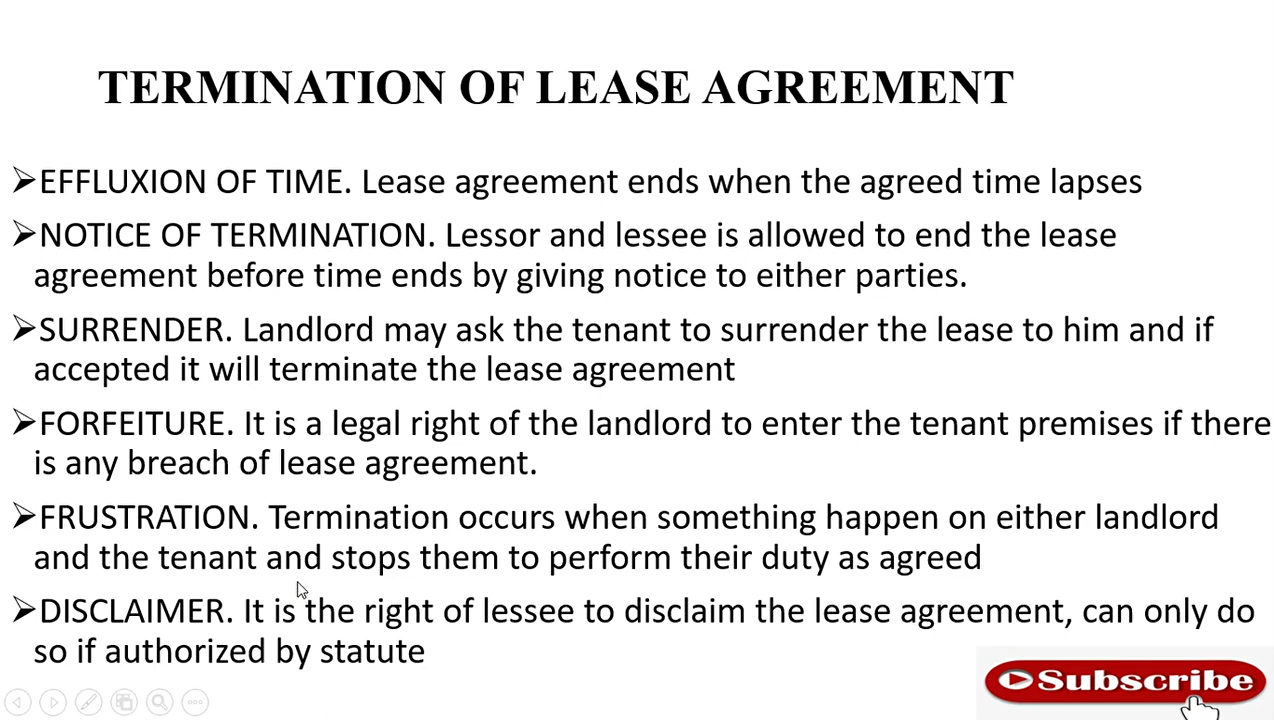 TERMINATION OF LEASE AGREEMENT
➢EFFLUXION OF TIME. Lease agreement ends when the agreed time lapses
➢NOTICE OF TERMINATION. Lessor and lessee is allowed to end the lease
agreement before time ends by giving notice to either parties.
➢SURRENDER. Landlord may ask the tenant to surrender the lease to him and if
accepted it will terminate the lease agreement
➢FORFEITURE. It is a legal right of the landlord to enter the tenant premises if there
is any breach of lease agreement.
➢FRUSTRATION. Termination occurs when something happen on either landlord
and the tenant and stops them to perform their duty as agreed
➢DISCLAIMER. It is the right of lessee to disclaim the lease agreement, can only do
so if authorized by statute
Subscribe